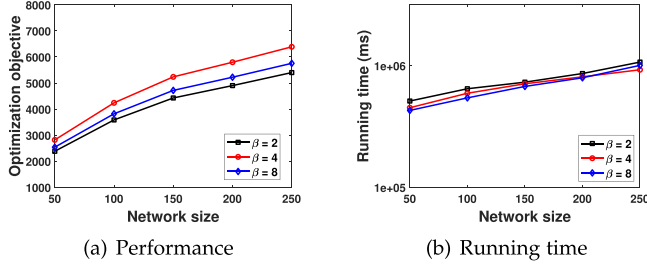 8000
7000
6000
5000
4000
3000
2000
1000
Optimization objective
β = 2
β = 4
β = 8
50 100 150 200 250
Network size
(a) Performance
1e+06
1e+05
Running time (ms)
β = 2
β = 4
β = 8
50 100 150 200 250
Network size
(b) Running time